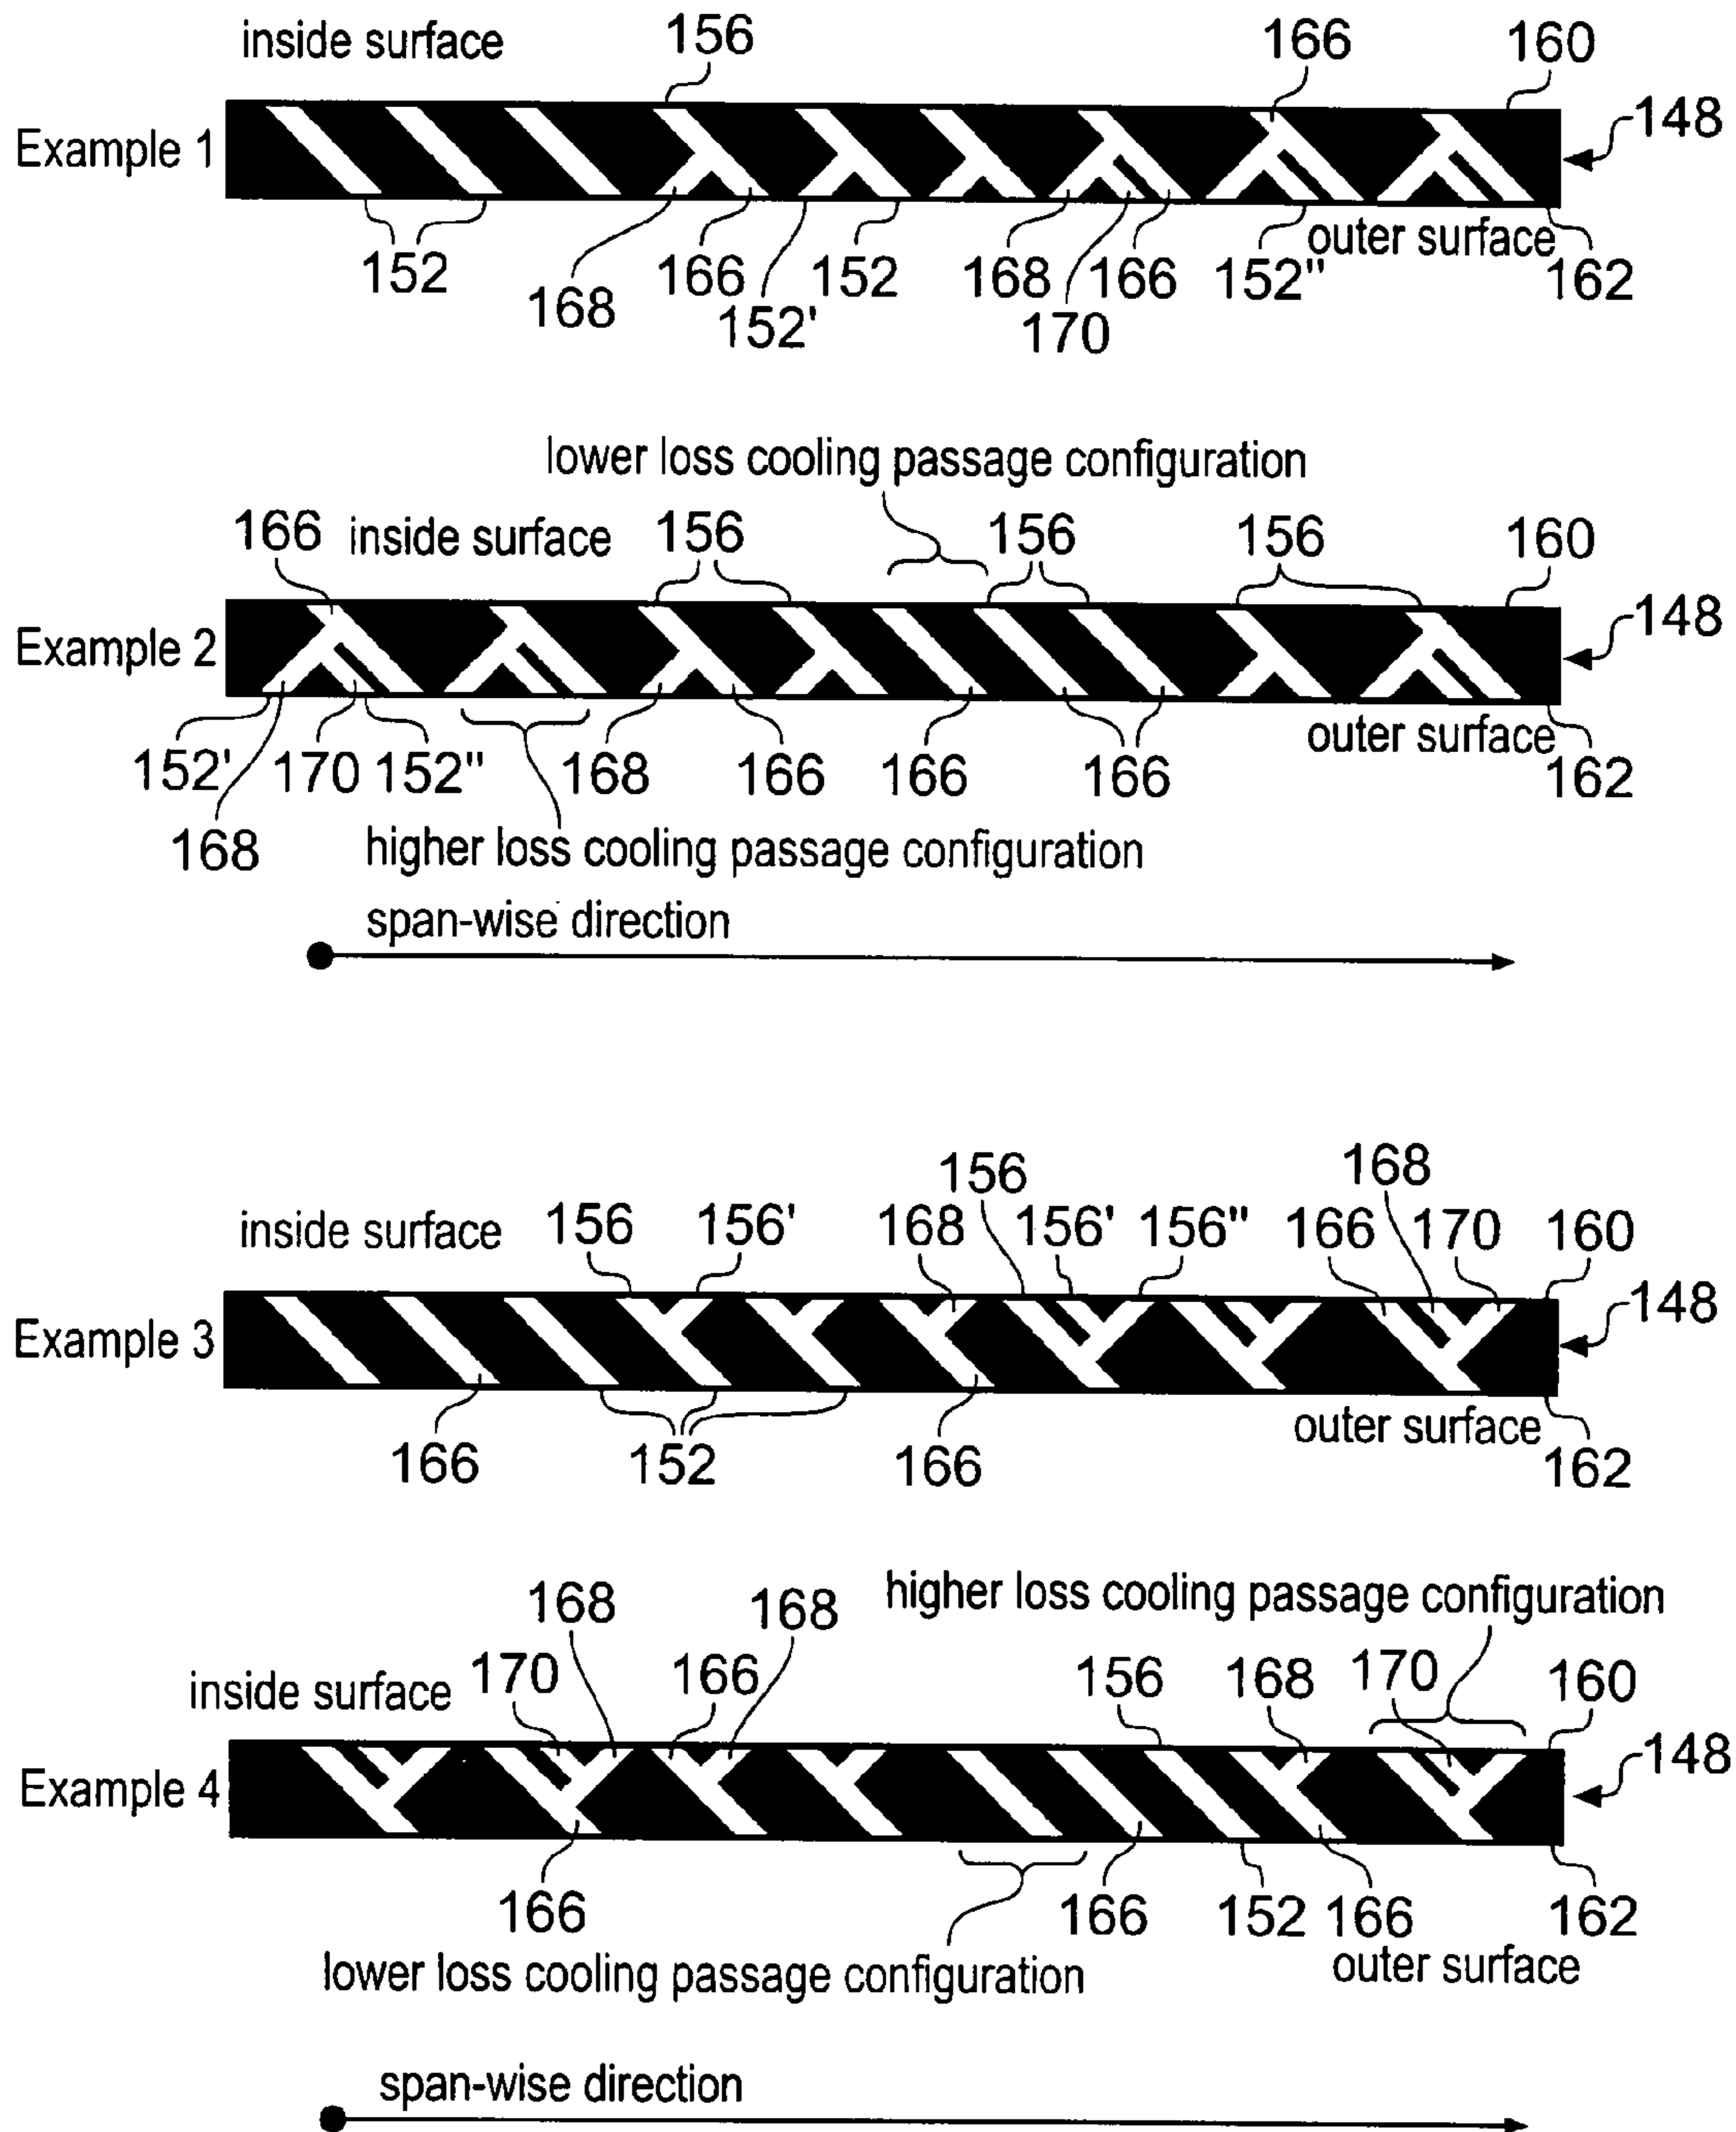 inside surface 156 166 160
Example 1 148
152 168 166 152' 152 168 170 166 152" outer surface 162
lower loss cooling passage configuration
166 inside surface 156 156 156 160
Example 2 148
outer surface
152' 170 152" 168 166 166 166 162
168 higher loss cooling passage configuration
span-wise direction
156 168
inside surface 156 156' 168 156' 156" 166 170 160
Example 3 148
outer surface
166 152 166 162
168 168 higher loss cooling passage configuration
inside surface 170 166 156 168 170 160
Example 4 148
166 166 152 166 162
lower loss cooling passage configuration outer surface
span-wise direction